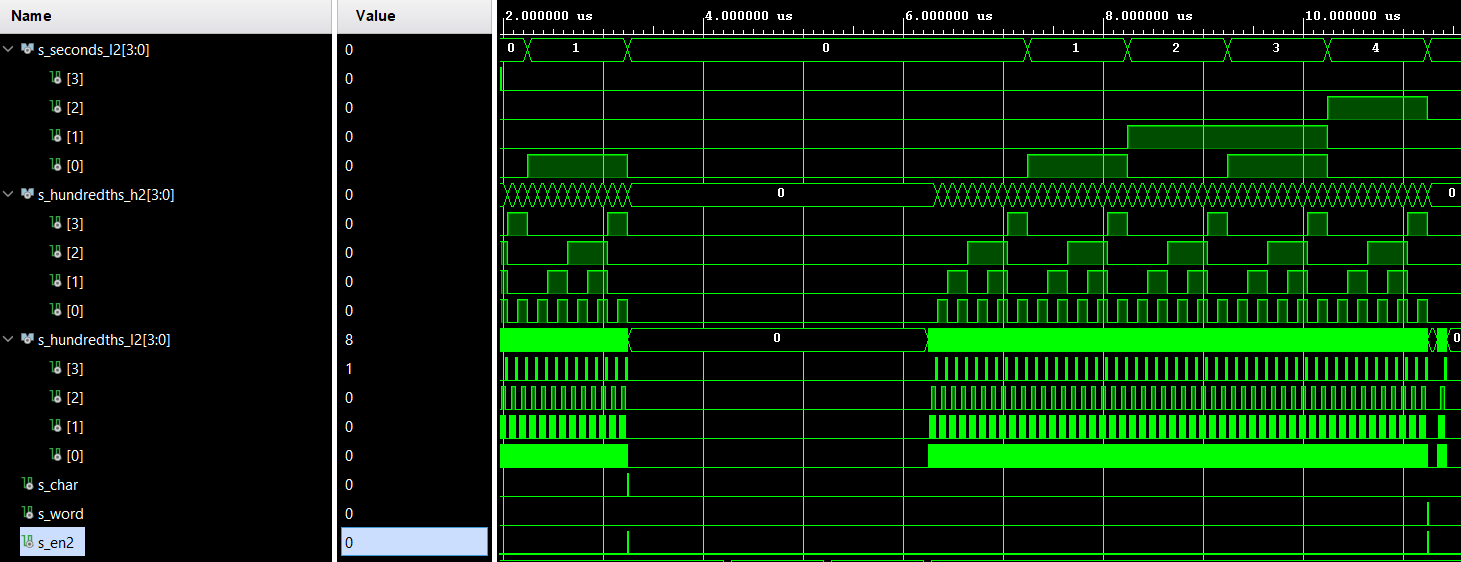 Name Value 2.000000 us 4.000000 us 6.000000 us 8.000000 us 10.000000 us
s_seconds_l2[3:0] 0 0 1 0 1 2 3 4
[3] 0
[2] 0
[1] 0
[0] 0
s_hundredths_h2[3:0] 0 0 0
[3] 0
[2] 0
[1] 0
[0] 0
s_hundredths_l2[3:0] 8 0 0
[3] 1
[2] 0
[1] 0
[0] 0
s_char 0
s_word 0
s_en2 0